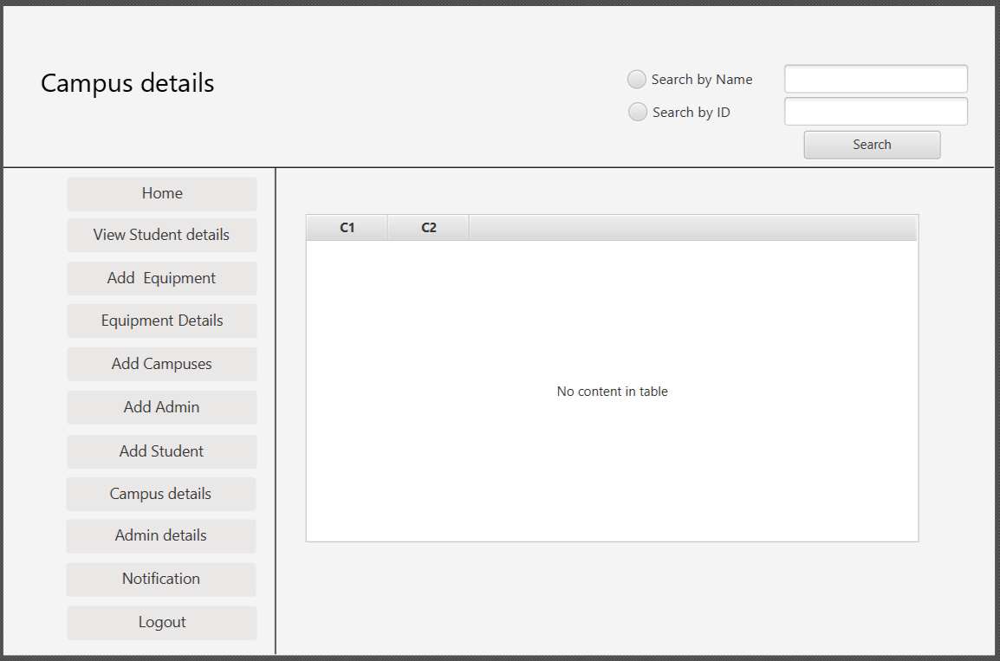 Campus details
Search by Name
Search by ID
Search
Home
View Student details
Add  Equipment
Equipment Details
Add Campuses
Add Admin
Add Student
Campus details
Admin details
Notification
Logout
C1 C2
No content in table